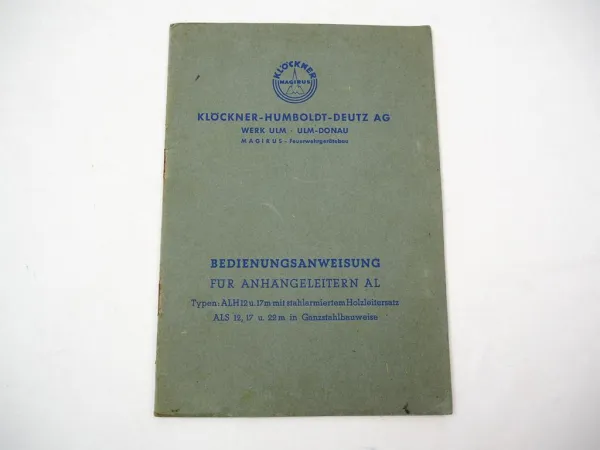 KLÖCKNER
MAGIRUS
KLÖCKNER-HUMBOLDT-DEUTZ AG
WERK ULM · ULM-DONAU
MAGIRUS - Feuerwehrgerätebau
BEDIENUNGSANWEISUNG
FÜR ANHÄNGELEITERN AL
Typen: ALH 12 u. 17 m mit stahlarmiertem Holzleitersatz
ALS 12, 17 u. 22 m in Ganzstahlbauweise